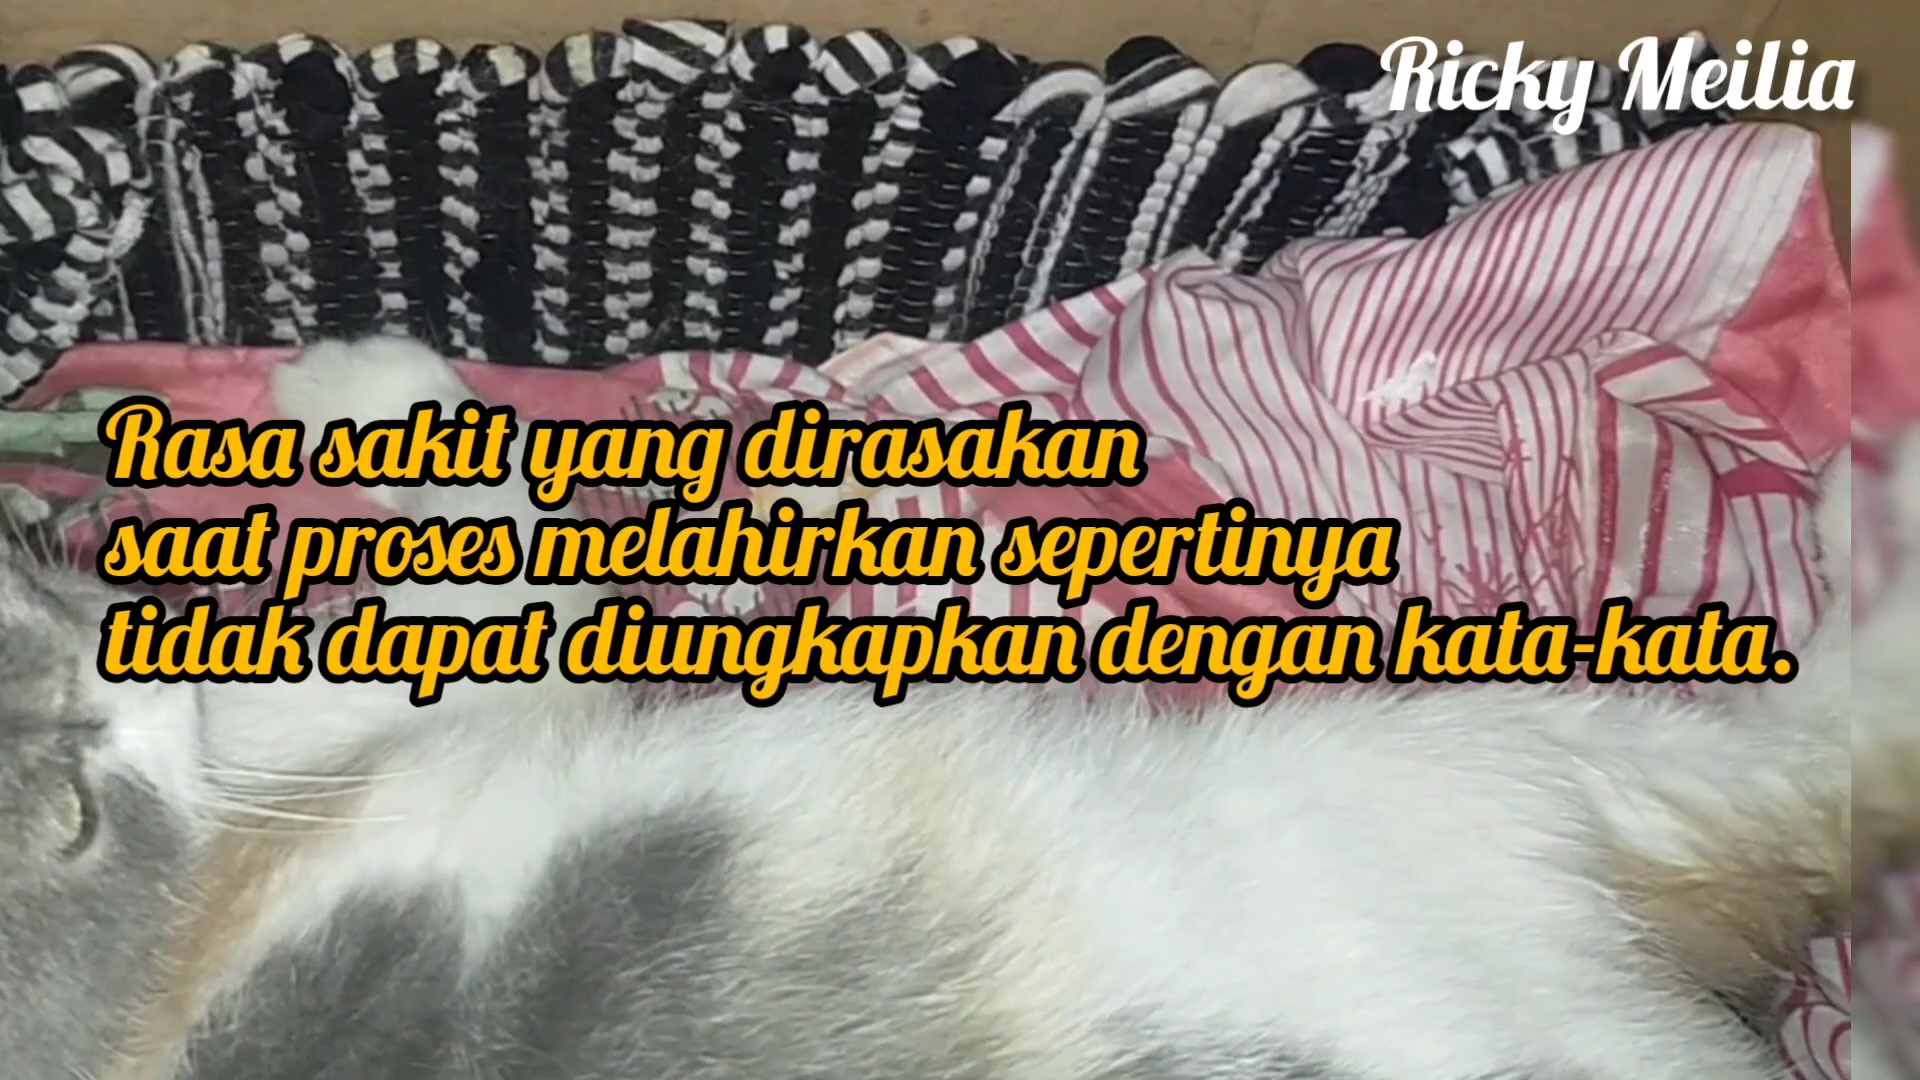 Ricky Meilia
Rasa sakit yang dirasakan
saat proses melahirkan sepertinya
tidak dapat diungkapkan dengan kata-kata.